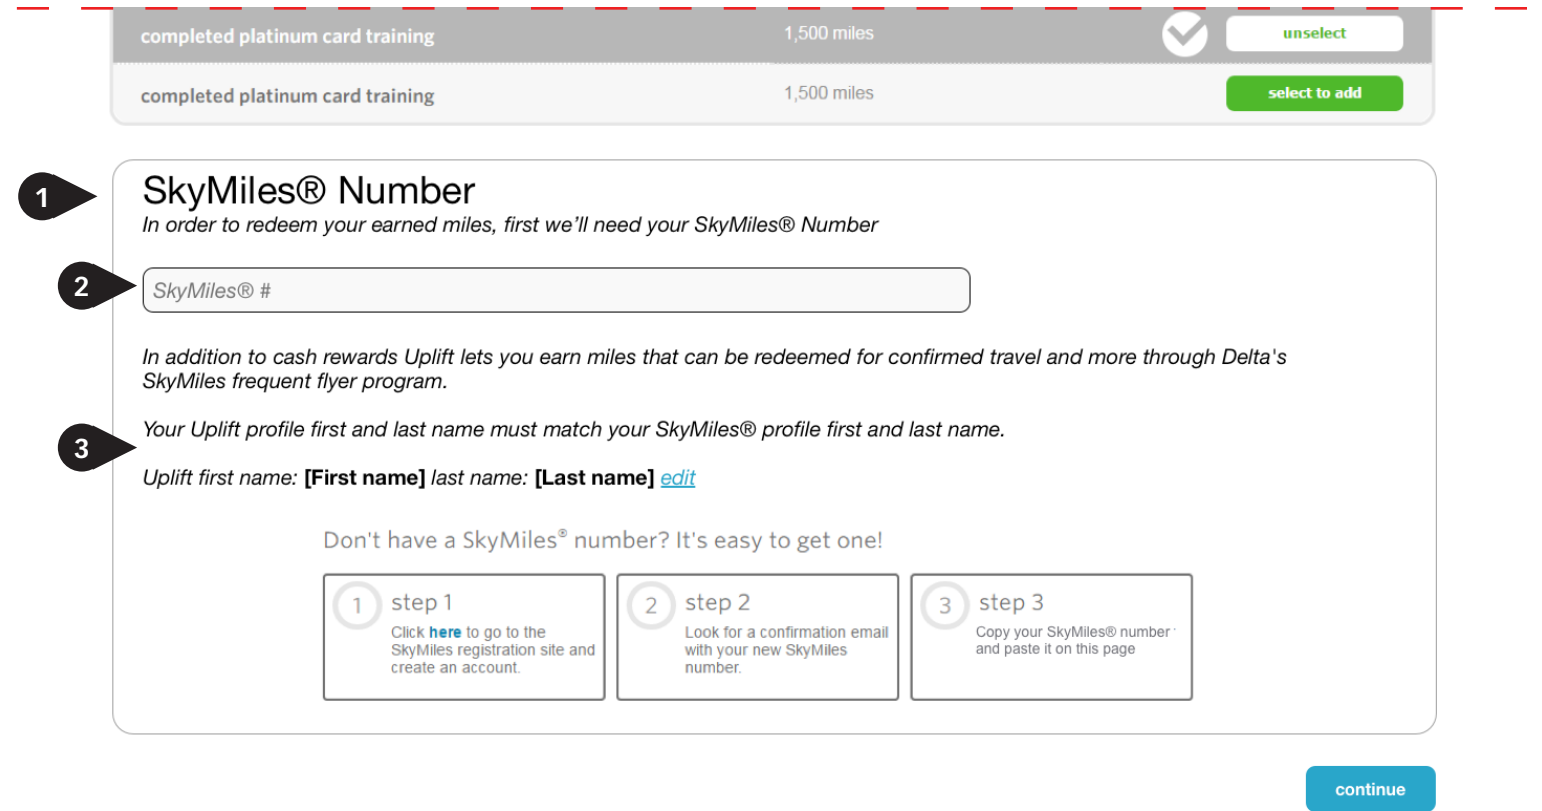 completed platinum card training 1,500 miles unselect
completed platinum card training 1,500 miles select to add
1
SkyMiles® Number
In order to redeem your earned miles, first we'll need your SkyMiles® Number
2
SkyMiles® #
In addition to cash rewards Uplift lets you earn miles that can be redeemed for confirmed travel and more through Delta's
SkyMiles frequent flyer program.
3
Your Uplift profile first and last name must match your SkyMiles® profile first and last name.
Uplift first name: [First name] last name: [Last name] edit
Don't have a SkyMiles® number? It's easy to get one!
1 step 1
Click here to go to the
SkyMiles registration site and
create an account.
2 step 2
Look for a confirmation email
with your new SkyMiles
number.
3 step 3
Copy your SkyMiles® number
and paste it on this page
continue